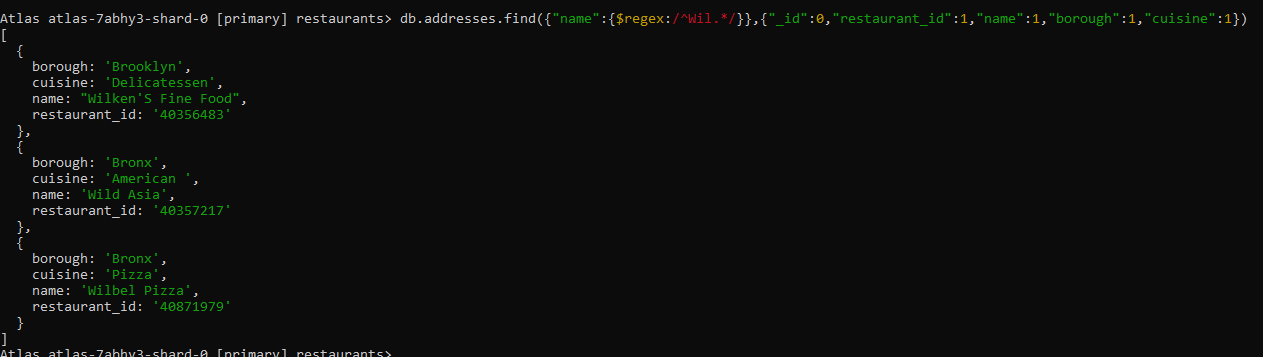 Atlas atlas-7abhy3-shard-0 [primary] restaurants> db.addresses.find({"name":{$regex:/^Wil.*/}},{"_id":0,"restaurant_id":1,"name":1,"borough":1,"cuisine":1})
[
  {
    borough: 'Brooklyn',
    cuisine: 'Delicatessen',
    name: "Wilken'S Fine Food",
    restaurant_id: '40356483'
  },
  {
    borough: 'Bronx',
    cuisine: 'American ',
    name: 'Wild Asia',
    restaurant_id: '40357217'
  },
  {
    borough: 'Bronx',
    cuisine: 'Pizza',
    name: 'Wilbel Pizza',
    restaurant_id: '40871979'
  }
]
Atlas atlas-7abhy3-shard-0 [primary] restaurants>